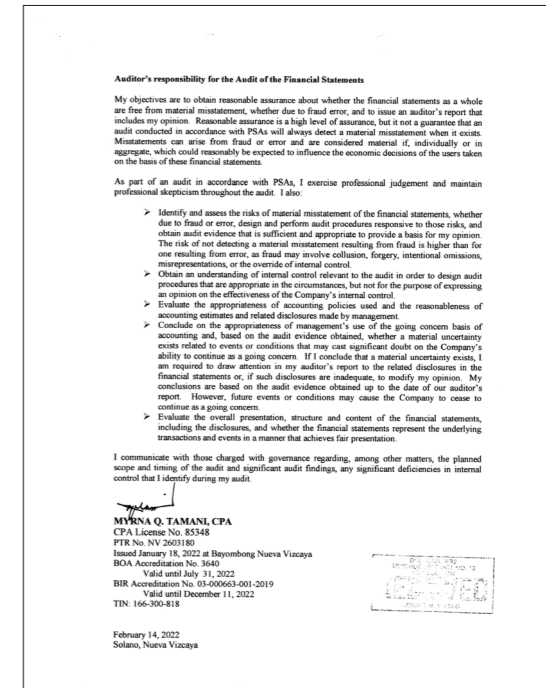 Auditor's responsibility for the Audit of the Financial Statements
My objectives are to obtain reasonable assurance about whether the financial statements as a whole
are free from material misstatement, whether due to fraud error, and to issue an auditor's report that
includes my opinion. Reasonable assurance is a high level of assurance, but it not a guarantee that an
audit conducted in accordance with PSAs will always detect a material misstatement when it exists.
Misstatements can arise from fraud or error and are considered material if, individually or in
aggregate, which could reasonably be expected to influence the economic decisions of the users taken
on the basis of these financial statements.
As part of an audit in accordance with PSAs, I exercise professional judgement and maintain
professional skepticism throughout the audit. I also:
➢ Identify and assess the risks of material misstatement of the financial statements, whether
due to fraud or error, design and perform audit procedures responsive to those risks, and
obtain audit evidence that is sufficient and appropriate to provide a basis for my opinion.
The risk of not detecting a material misstatement resulting from fraud is higher than for
one resulting from error, as fraud may involve collusion, forgery, intentional omissions,
misrepresentations, or the override of internal control.
➢ Obtain an understanding of internal control relevant to the audit in order to design audit
procedures that are appropriate in the circumstances, but not for the purpose of expressing
an opinion on the effectiveness of the Company's internal control.
➢ Evaluate the appropriateness of accounting policies used and the reasonableness of
accounting estimates and related disclosures made by management.
➢ Conclude on the appropriateness of management's use of the going concern basis of
accounting and, based on the audit evidence obtained, whether a material uncertainty
exists related to events or conditions that may cast significant doubt on the Company's
ability to continue as a going concern. If I conclude that a material uncertainty exists, I
am required to draw attention in my auditor's report to the related disclosures in the
financial statements or, if such disclosures are inadequate, to modify my opinion. My
conclusions are based on the audit evidence obtained up to the date of our auditor's
report. However, future events or conditions may cause the Company to cease to
continue as a going concern.
➢ Evaluate the overall presentation, structure and content of the financial statements,
including the disclosures, and whether the financial statements represent the underlying
transactions and events in a manner that achieves fair presentation.
I communicate with those charged with governance regarding, among other matters, the planned
scope and timing of the audit and significant audit findings, any significant deficiencies in internal
control that I identify during my audit.
MYRNA Q. TAMANI, CPA
CPA License No. 85348
PTR No. NV 2603180
Issued January 18, 2022 at Bayombong Nueva Vizcaya
BOA Accreditation No. 3640
Valid until July 31, 2022
BIR Accreditation No. 03-000663-001-2019
Valid until December 11, 2022
TIN: 166-300-818
February 14, 2022
Solano, Nueva Vizcaya